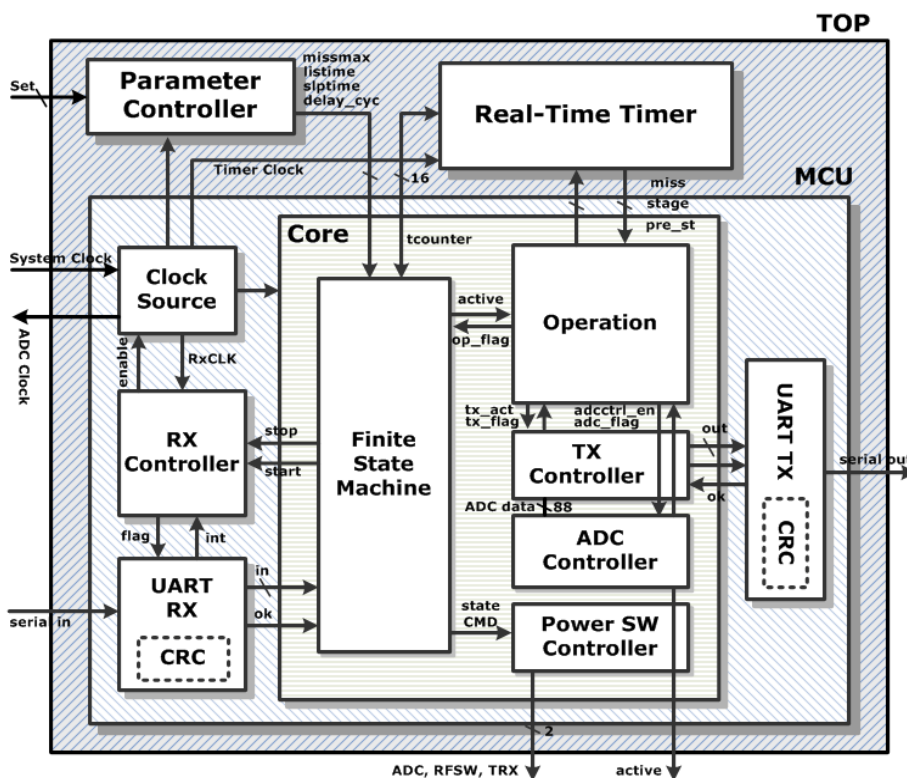 TOP
Set
Parameter
Controller
missmax
listime
slptime
delay_cyc
Real-Time Timer
Timer Clock
16
MCU
miss
stage
pre_st
Core
tcounter
System Clock
Clock
Source
ADC Clock
enable
RxCLK
active
op_flag
Operation
RX
Controller
stop
start
Finite
State
Machine
tx_act
tx_flag
adcctrl_en
adc_flag
TX
Controller
out
ok
UART TX
CRC
serial out
ADC data
88
ADC
Controller
flag
int
UART
RX
CRC
in
ok
serial in
state
CMD
Power SW
Controller
2
ADC, RFSW, TRX
active